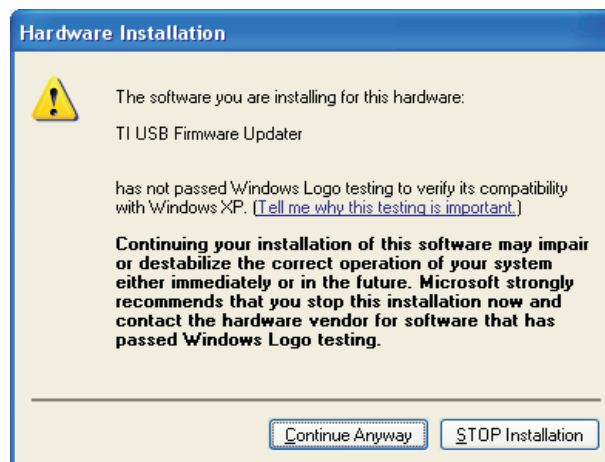 Hardware Installation
The software you are installing for this hardware:
TI USB Firmware Updater
has not passed Windows Logo testing to verify its compatibility
with Windows XP. (Tell me why this testing is important.)
Continuing your installation of this software may impair
or destabilize the correct operation of your system
either immediately or in the future. Microsoft strongly
recommends that you stop this installation now and
contact the hardware vendor for software that has
passed Windows Logo testing.
Continue Anyway
STOP Installation